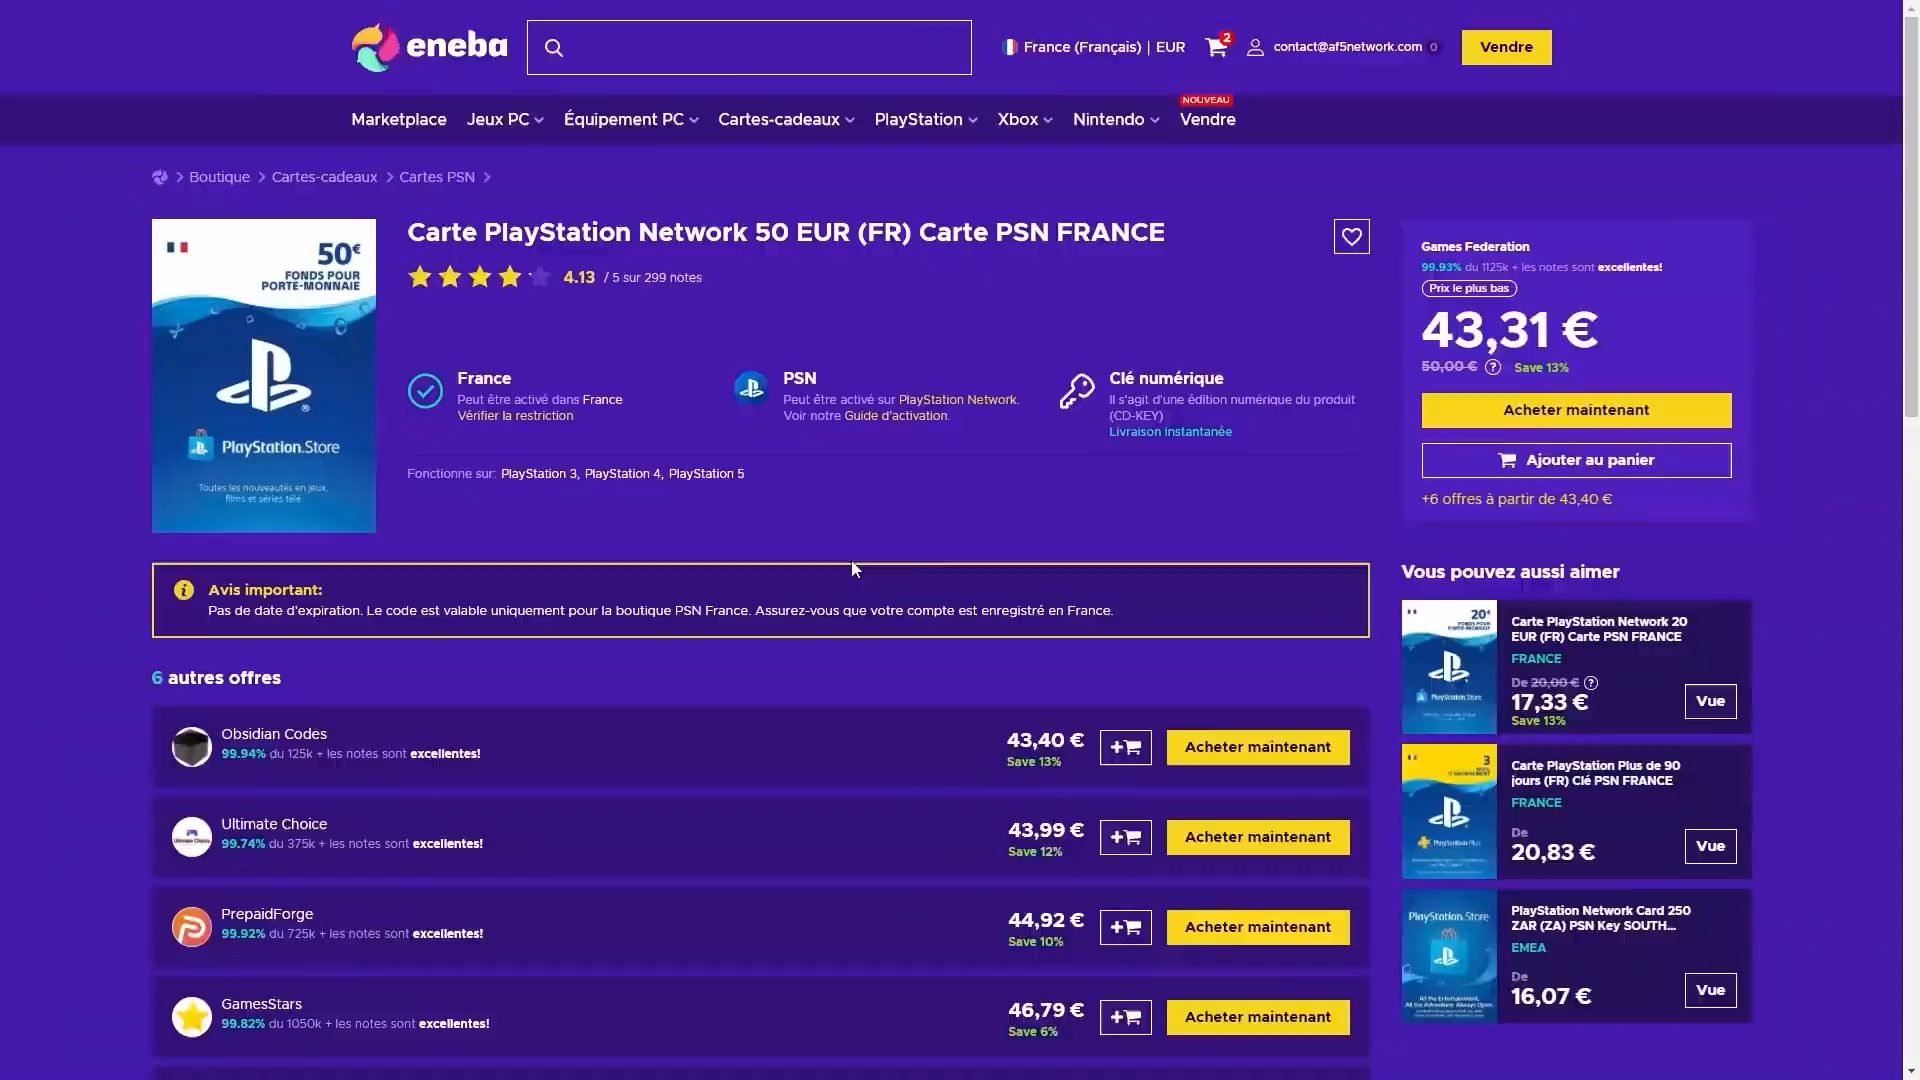 eneba
France (Français) | EUR
2
contact@af5network.com 0
Vendre
Marketplace
Jeux PC
Équipement PC
Cartes-cadeaux
PlayStation
Xbox
Nintendo
NOUVEAU
Vendre
Boutique
Cartes-cadeaux
Cartes PSN
50€
FONDS POUR
PORTE-MONNAIE
PlayStation.Store
Toutes les nouveautés en jeux,
films et séries télé
Carte PlayStation Network 50 EUR (FR) Carte PSN FRANCE
4.13 / 5 sur 299 notes
France
Peut être activé dans France
Vérifier la restriction
PSN
Peut être activé sur PlayStation Network.
Voir notre Guide d'activation.
Clé numérique
Il s'agit d'une édition numérique du produit
(CD-KEY)
Livraison instantanée
Fonctionne sur: PlayStation 3, PlayStation 4, PlayStation 5
Games Federation
99.93% du 1125k + les notes sont excellentes!
Prix le plus bas
43,31 €
50,00 € ? Save 13%
Acheter maintenant
Ajouter au panier
+6 offres à partir de 43,40 €
Avis important:
Pas de date d'expiration. Le code est valable uniquement pour la boutique PSN France. Assurez-vous que votre compte est enregistré en France.
6 autres offres
Obsidian Codes
99.94% du 125k + les notes sont excellentes!
43,40 €
Save 13%
Acheter maintenant
Ultimate Choice
99.74% du 375k + les notes sont excellentes!
43,99 €
Save 12%
Acheter maintenant
PrepaidForge
99.92% du 725k + les notes sont excellentes!
44,92 €
Save 10%
Acheter maintenant
GamesStars
99.82% du 1050k + les notes sont excellentes!
46,79 €
Save 6%
Acheter maintenant
Vous pouvez aussi aimer
20€
PlayStation.Store
Carte PlayStation Network 20
EUR (FR) Carte PSN FRANCE
FRANCE
De 20,00 € ?
17,33 €
Save 13%
Vue
3
PlayStation Plus
Carte PlayStation Plus de 90
jours (FR) Clé PSN FRANCE
FRANCE
De
20,83 €
Vue
PlayStation.Store
PlayStation Network Card 250
ZAR (ZA) PSN Key SOUTH...
EMEA
De
16,07 €
Vue